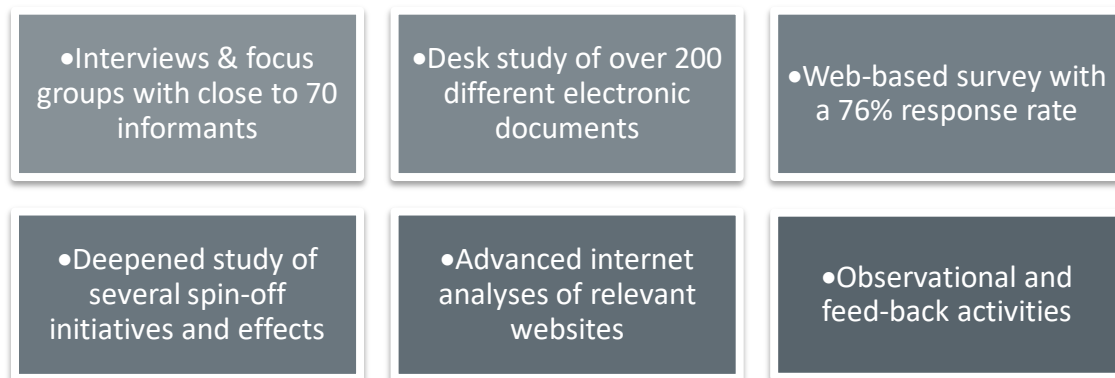 •Interviews & focus
groups with close to 70
informants
•Desk study of over 200
different electronic
documents
•Web-based survey with
a 76% response rate
•Deepened study of
several spin-off
initiatives and effects
•Advanced internet
analyses of relevant
websites
•Observational and
feed-back activities